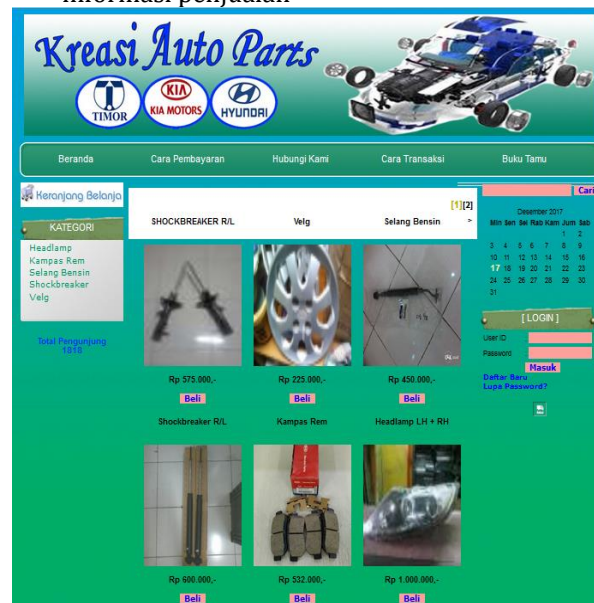 informasi penjualan
Kreasi Auto Parts
TIMOR
KIA
KIA MOTORS
HYUNDAI
Beranda
Cara Pembayaran
Hubungi Kami
Cara Transaksi
Buku Tamu
Keranjang Belanja
KATEGORI
Headlamp
Kampas Rem
Selang Bensin
Shockbreaker
Velg
Total Pengunjung
1818
[1][2]
SHOCKBREAKER R/L
Velg
Selang Bensin
>
Rp 575.000,-
Rp 225.000,-
Rp 450.000,-
Beli
Beli
Beli
Shockbreaker R/L
Kampas Rem
Headlamp LH + RH
Rp 600.000,-
Rp 532.000,-
Rp 1.000.000,-
Beli
Beli
Beli
Cari
Desember 2017
Min Sen Sel Rab Kam Jum Sab
1 2
3 4 5 6 7 8 9
10 11 12 13 14 15 16
17 18 19 20 21 22 23
24 25 26 27 28 29 30
31
[ LOGIN ]
User ID
Password
Masuk
Daftar Baru
Lupa Password?